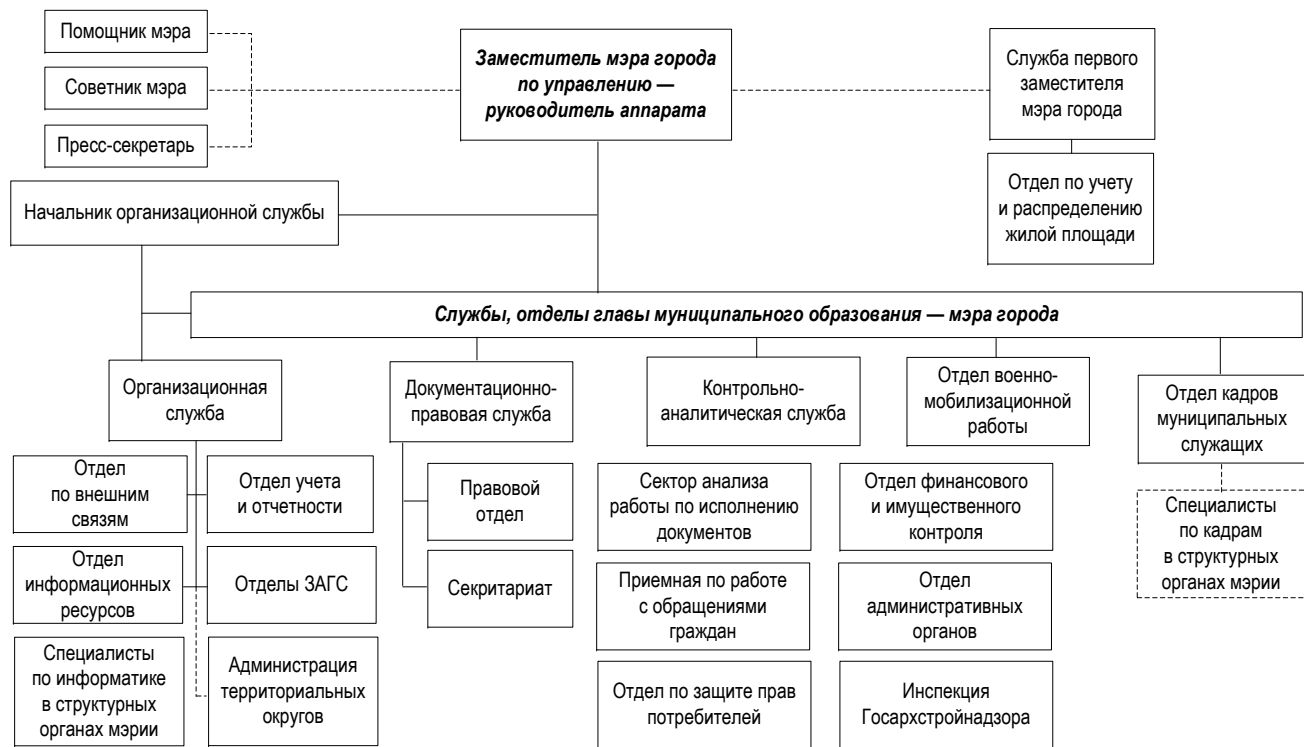 Помощник мэра
Советник мэра
Пресс-секретарь
Заместитель мэра города
по управлению —
руководитель аппарата
Служба первого
заместителя
мэра города
Отдел по учету
и распределению
жилой площади
Начальник организационной службы
Службы, отделы главы муниципального образования — мэра города
Организационная
служба
Документационно-
правовая служба
Контрольно-
аналитическая служба
Отдел военно-
мобилизационной
работы
Отдел кадров
муниципальных
служащих
Отдел
по внешним
связям
Отдел учета
и отчетности
Правовой
отдел
Сектор анализа
работы по исполнению
документов
Отдел финансового
и имущественного
контроля
Специалисты
по кадрам
в структурных
органах мэрии
Отдел
информационных
ресурсов
Отделы ЗАГС
Секритариат
Приемная по работе
с обращениями
граждан
Отдел
административных
органов
Специалисты
по информатике
в структурных
органах мэрии
Администрация
территориальных
округов
Отдел по защите прав
потребителей
Инспекция
Госархстройнадзора